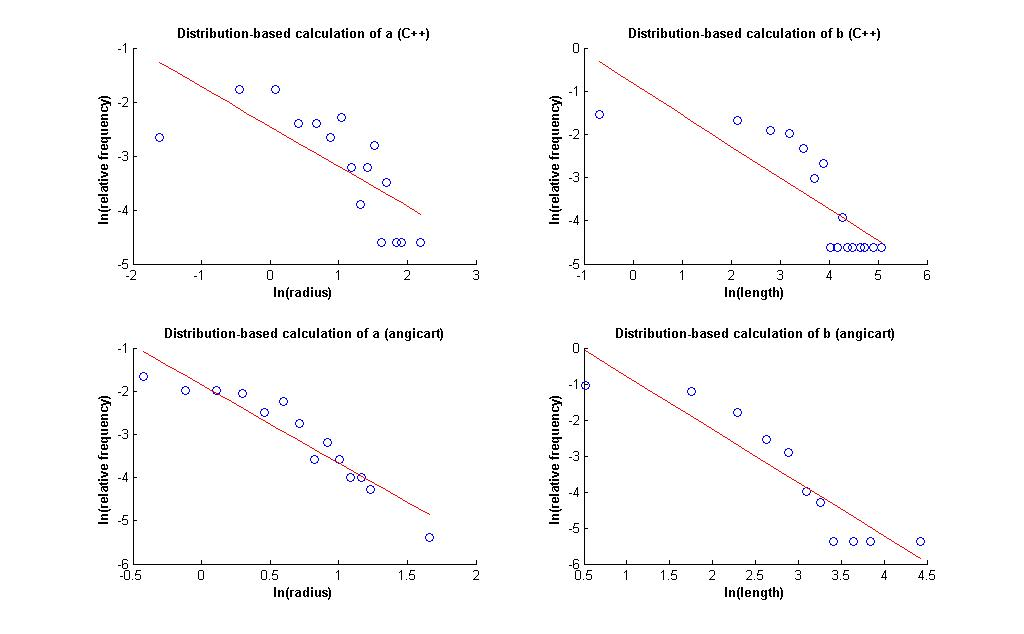 Distribution-based calculation of a (C++)
Distribution-based calculation of b (C++)
-1
-2
-3
-4
-5
ln(relative frequency)
-2 -1 0 1 2 3
ln(radius)
0
-1
-2
-3
-4
-5
ln(relative frequency)
-1 0 1 2 3 4 5 6
ln(length)
Distribution-based calculation of a (angicart)
Distribution-based calculation of b (angicart)
-1
-2
-3
-4
-5
-6
ln(relative frequency)
-0.5 0 0.5 1 1.5 2
ln(radius)
0
-1
-2
-3
-4
-5
-6
ln(relative frequency)
0.5 1 1.5 2 2.5 3 3.5 4 4.5
ln(length)